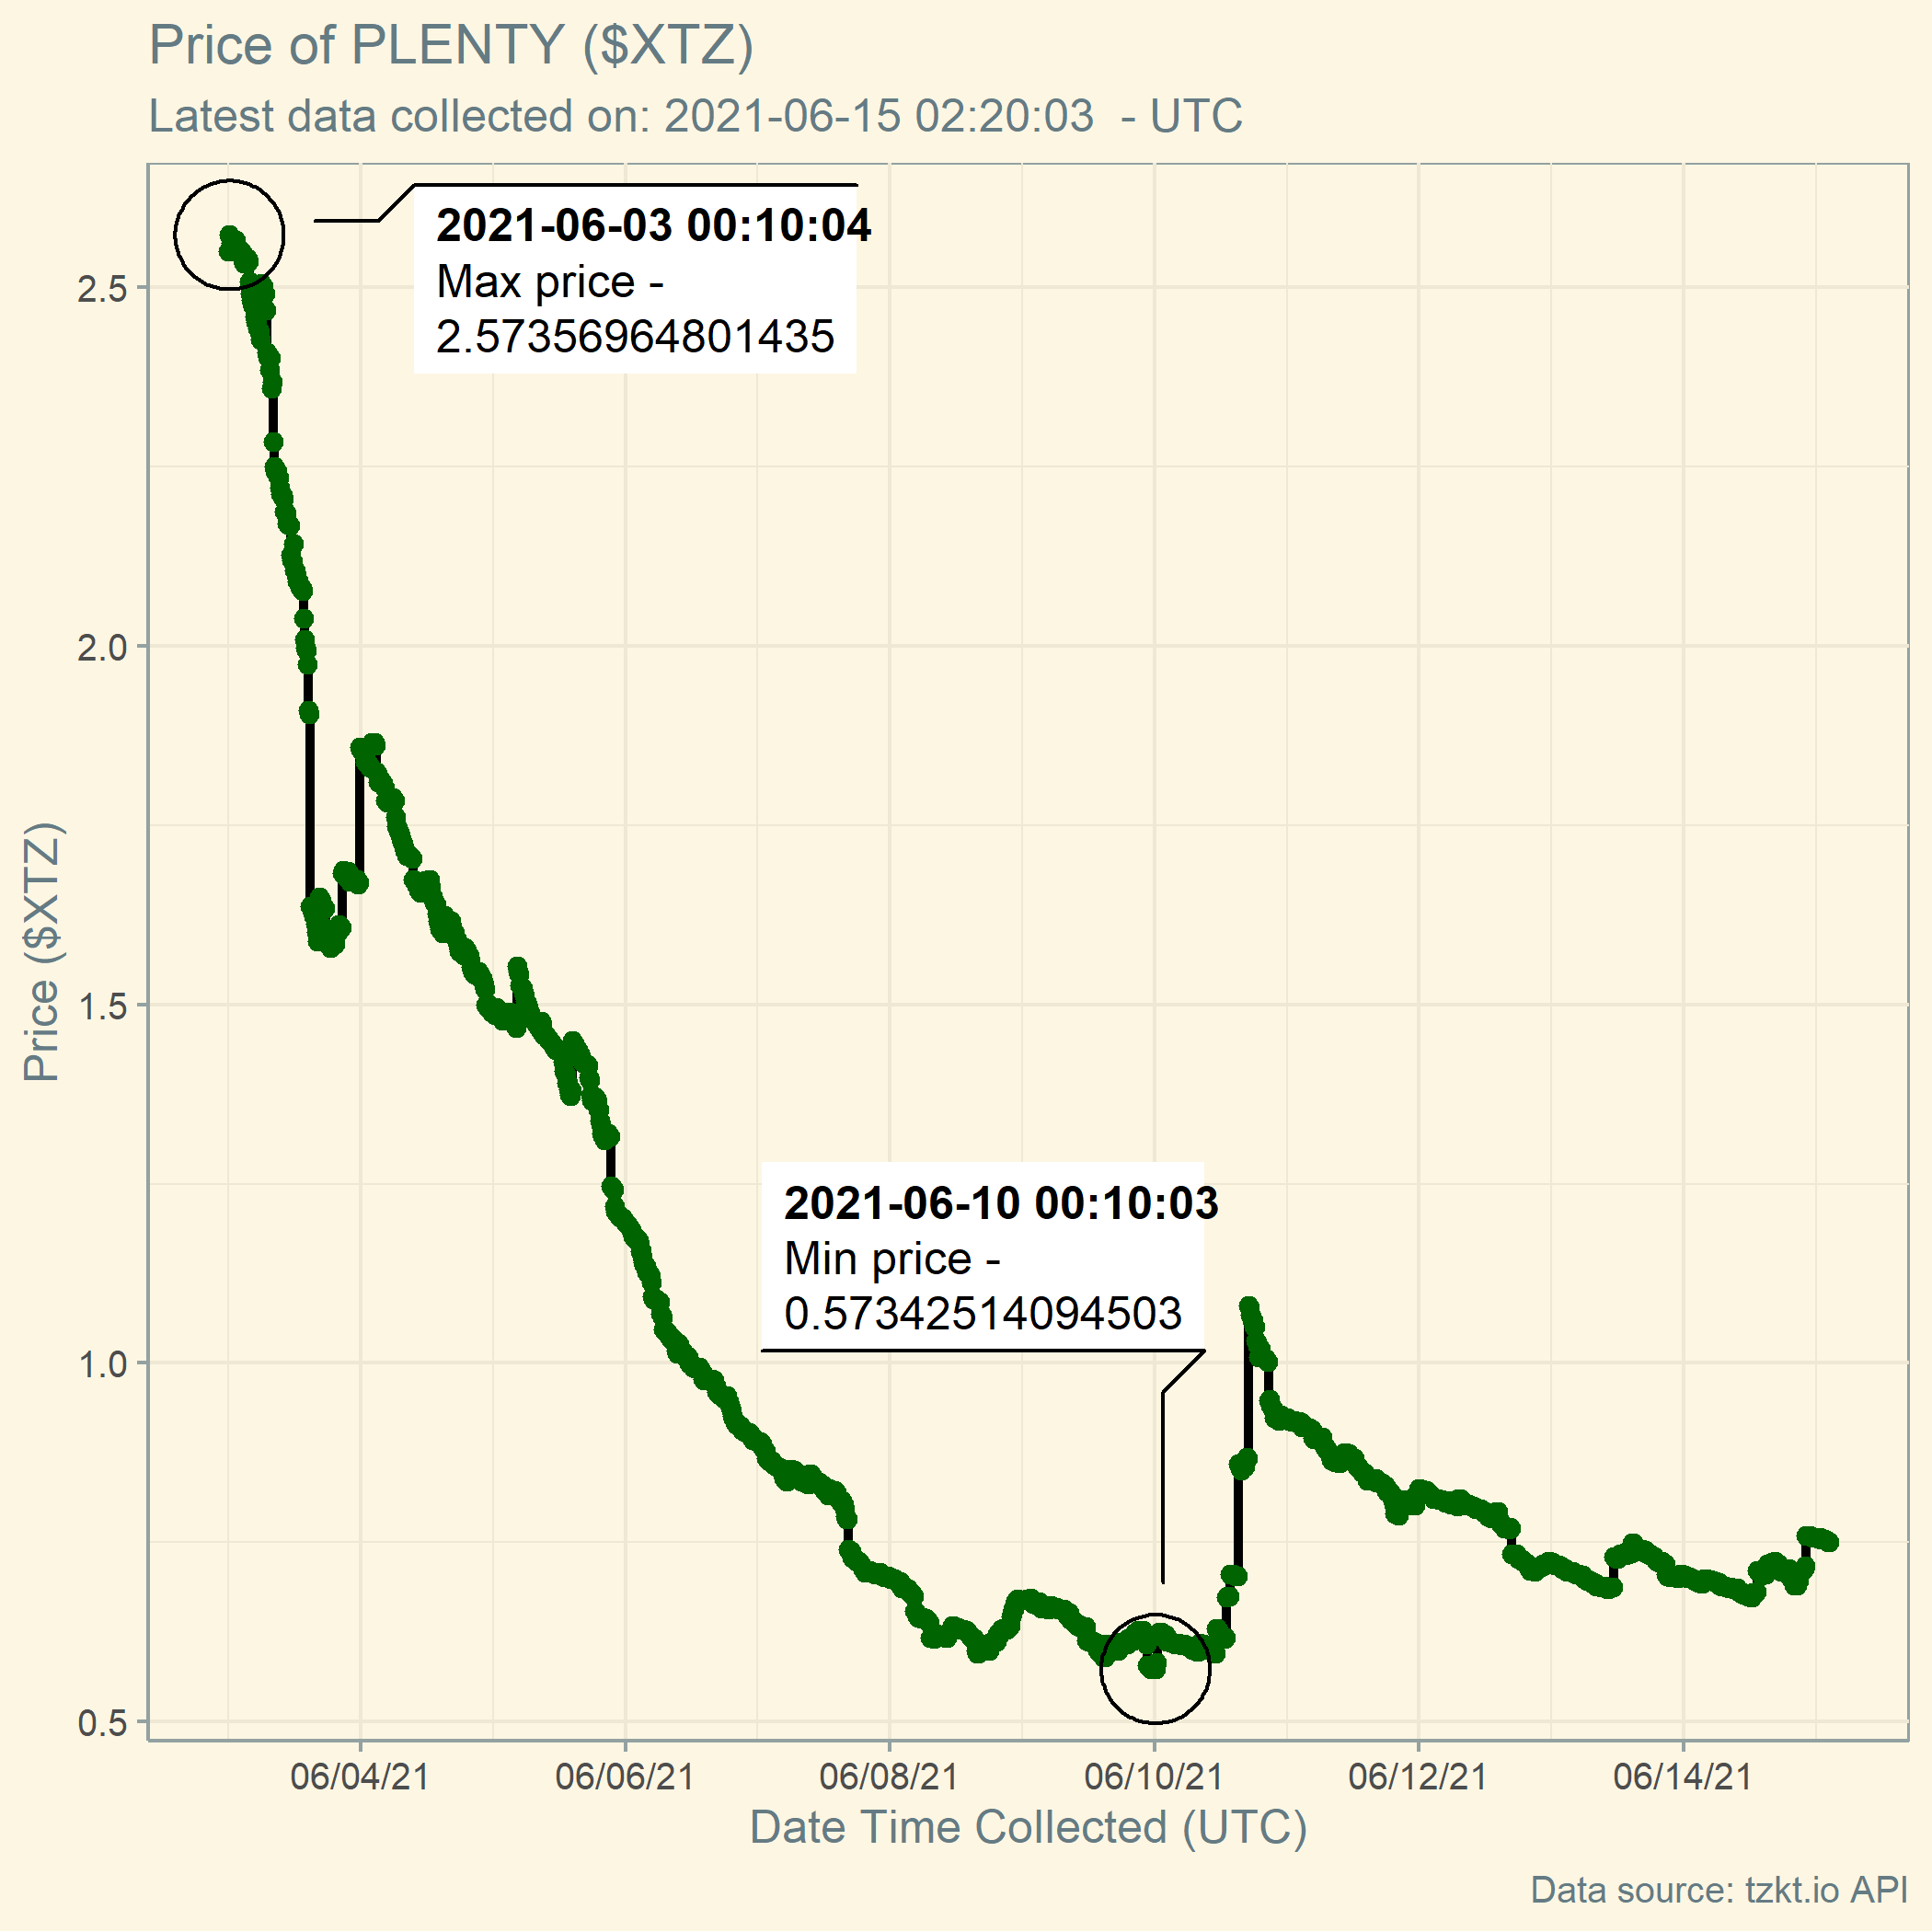 Price of PLENTY ($XTZ)
Latest data collected on: 2021-06-15 02:20:03  - UTC
2021-06-03 00:10:04
Max price -
2.57356964801435
2021-06-10 00:10:03
Min price -
0.57342514094503
Price ($XTZ)
2.5
2.0
1.5
1.0
0.5
06/04/21
06/06/21
06/08/21
06/10/21
06/12/21
06/14/21
Date Time Collected (UTC)
Data source: tzkt.io API